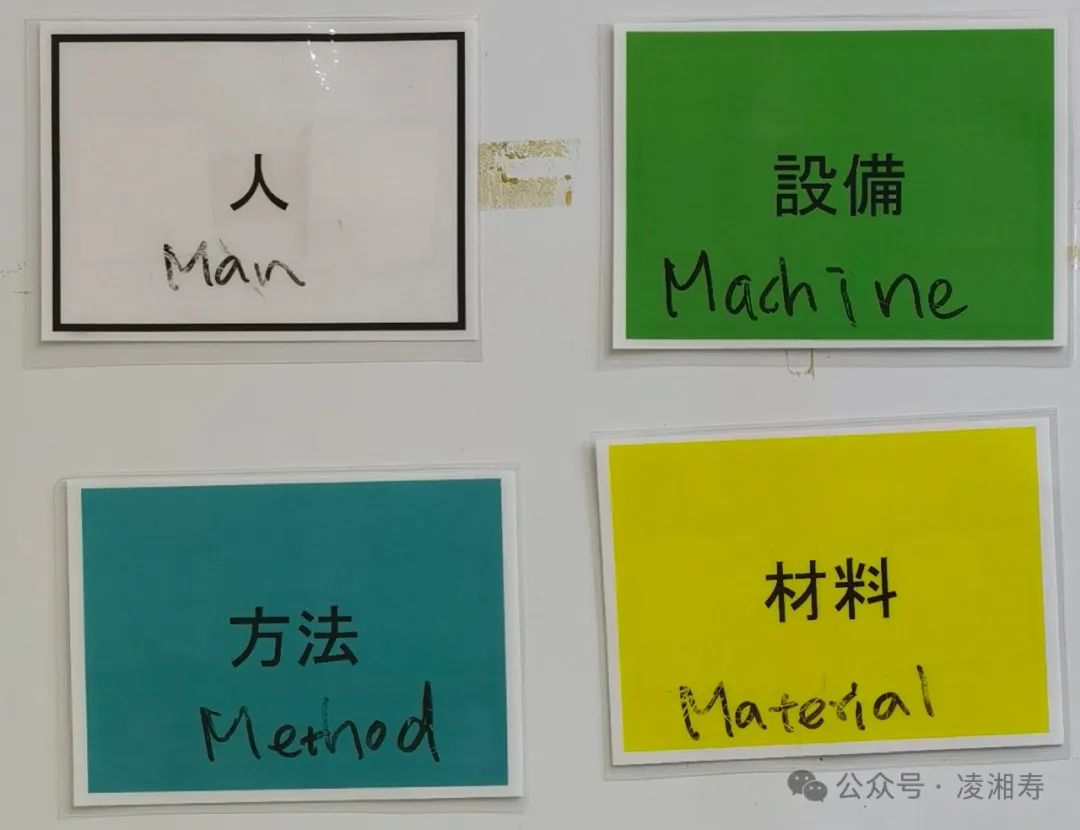 人
Man
設備
Machine
方法
Method
材料
Material
公众号·凌湘寿